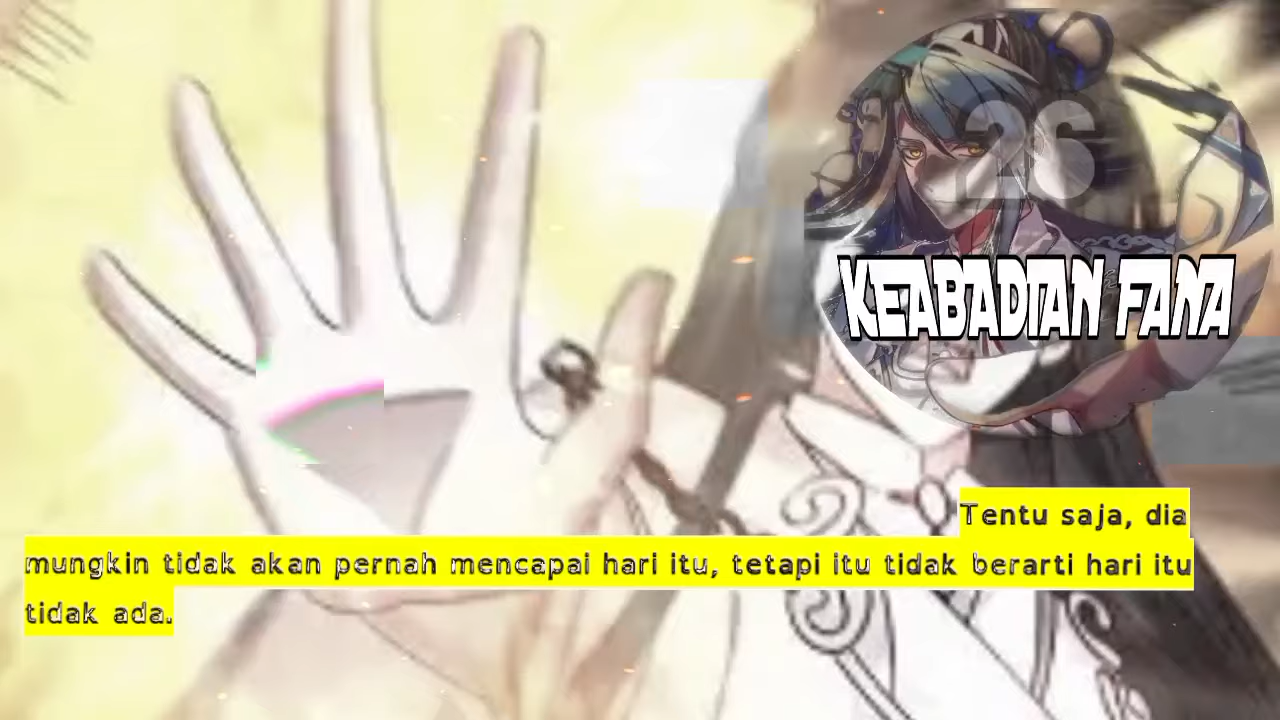 26
KEABADIAN FANA
Tentu saja, dia
mungkin tidak akan pernah mencapai hari itu, tetapi itu tidak berarti hari itu
tidak ada.